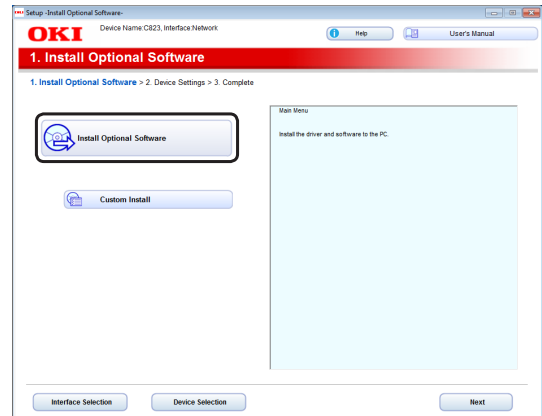 OKI Setup -Install Optional Software-
OKI
Device Name:C823, Interface:Network
Help
User's Manual
1. Install Optional Software
1. Install Optional Software > 2. Device Settings > 3. Complete
Install Optional Software
Custom Install
Main Menu
Install the driver and software to the PC.
Interface Selection
Device Selection
Next